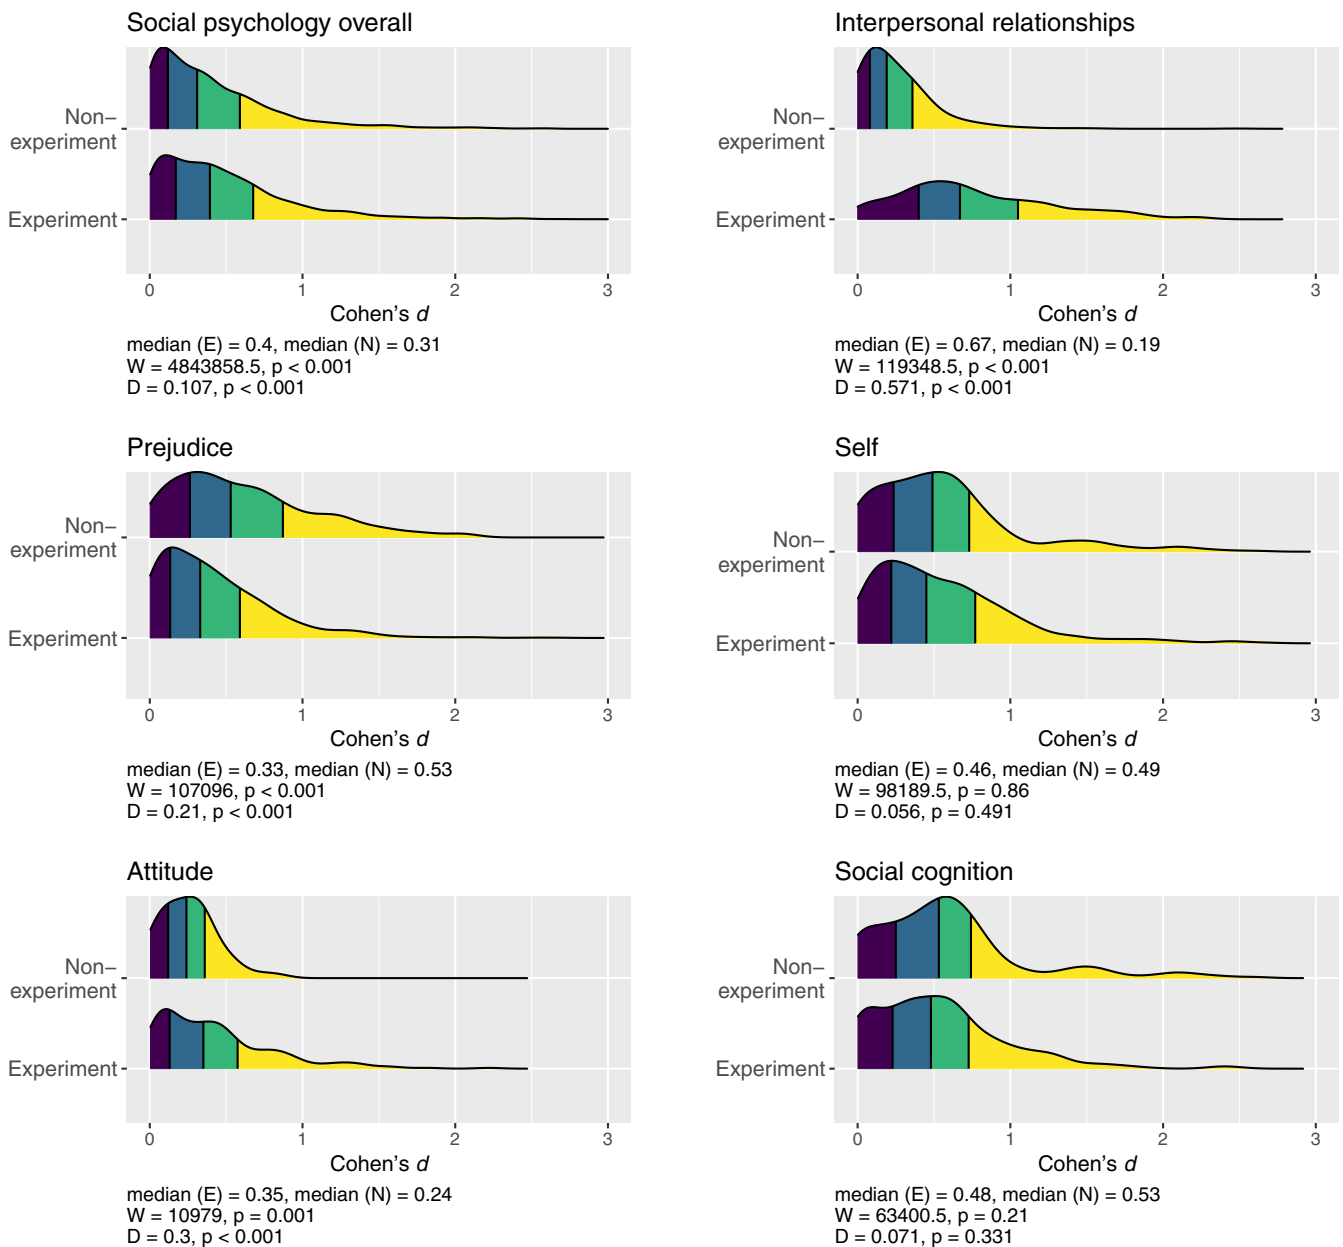 Social psychology overall
Non–
experiment
Experiment
0 1 2 3
Cohen's d
median (E) = 0.4, median (N) = 0.31
W = 4843858.5, p < 0.001
D = 0.107, p < 0.001
Interpersonal relationships
Non–
experiment
Experiment
0 1 2 3
Cohen's d
median (E) = 0.67, median (N) = 0.19
W = 119348.5, p < 0.001
D = 0.571, p < 0.001
Prejudice
Non–
experiment
Experiment
0 1 2 3
Cohen's d
median (E) = 0.33, median (N) = 0.53
W = 107096, p < 0.001
D = 0.21, p < 0.001
Self
Non–
experiment
Experiment
0 1 2 3
Cohen's d
median (E) = 0.46, median (N) = 0.49
W = 98189.5, p = 0.86
D = 0.056, p = 0.491
Attitude
Non–
experiment
Experiment
0 1 2 3
Cohen's d
median (E) = 0.35, median (N) = 0.24
W = 10979, p = 0.001
D = 0.3, p < 0.001
Social cognition
Non–
experiment
Experiment
0 1 2 3
Cohen's d
median (E) = 0.48, median (N) = 0.53
W = 63400.5, p = 0.21
D = 0.071, p = 0.331